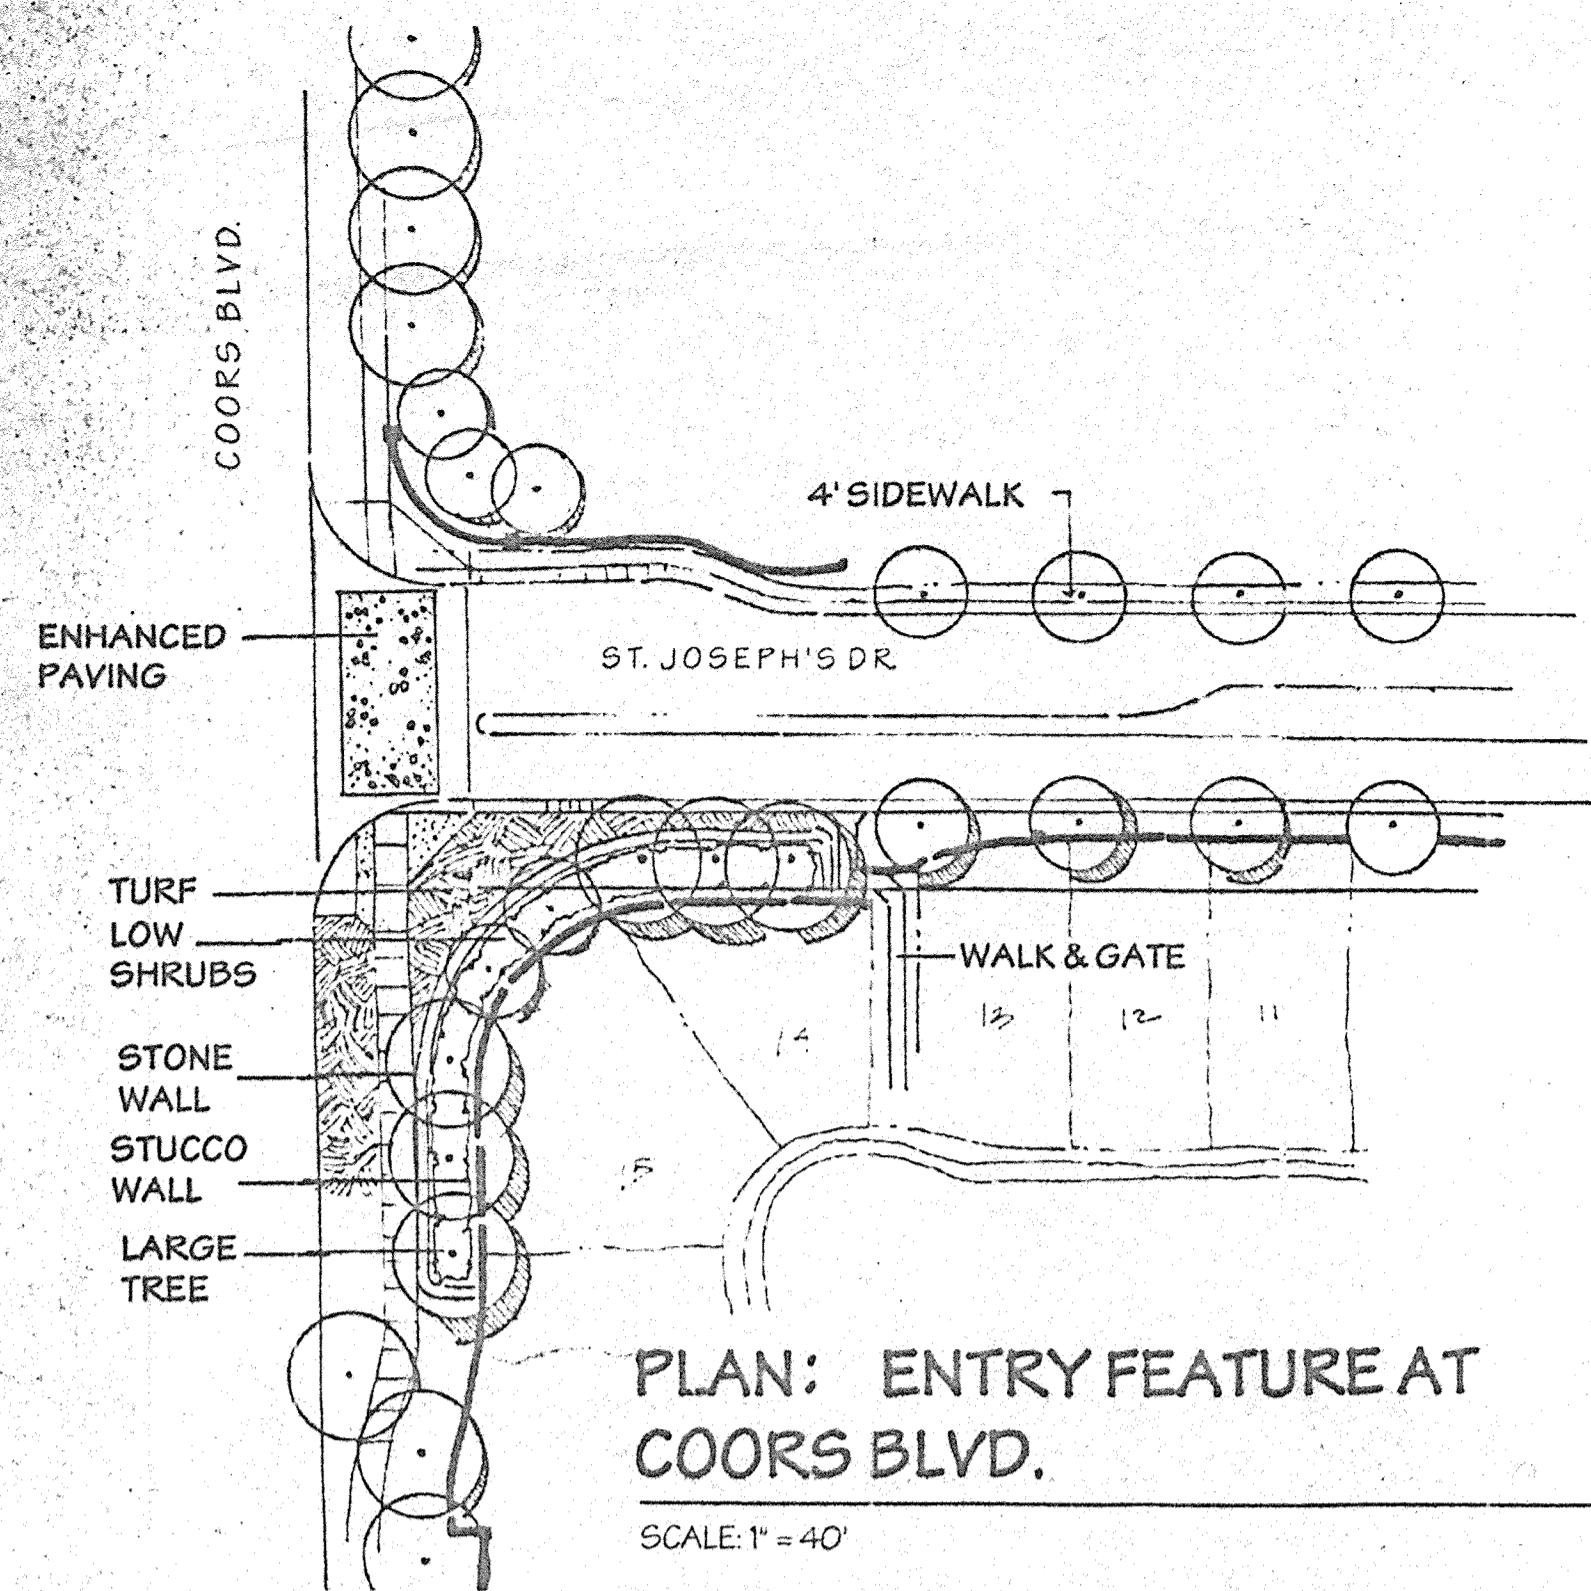 COORS BLVD.
4' SIDEWALK
ENHANCED
PAVING
ST. JOSEPH'S DR.
TURF
LOW
SHRUBS
WALK & GATE
13
12
11
14
STONE
WALL
STUCCO
WALL
15
LARGE
TREE
PLAN: ENTRY FEATURE AT
COORS BLVD.
SCALE: 1" = 40'